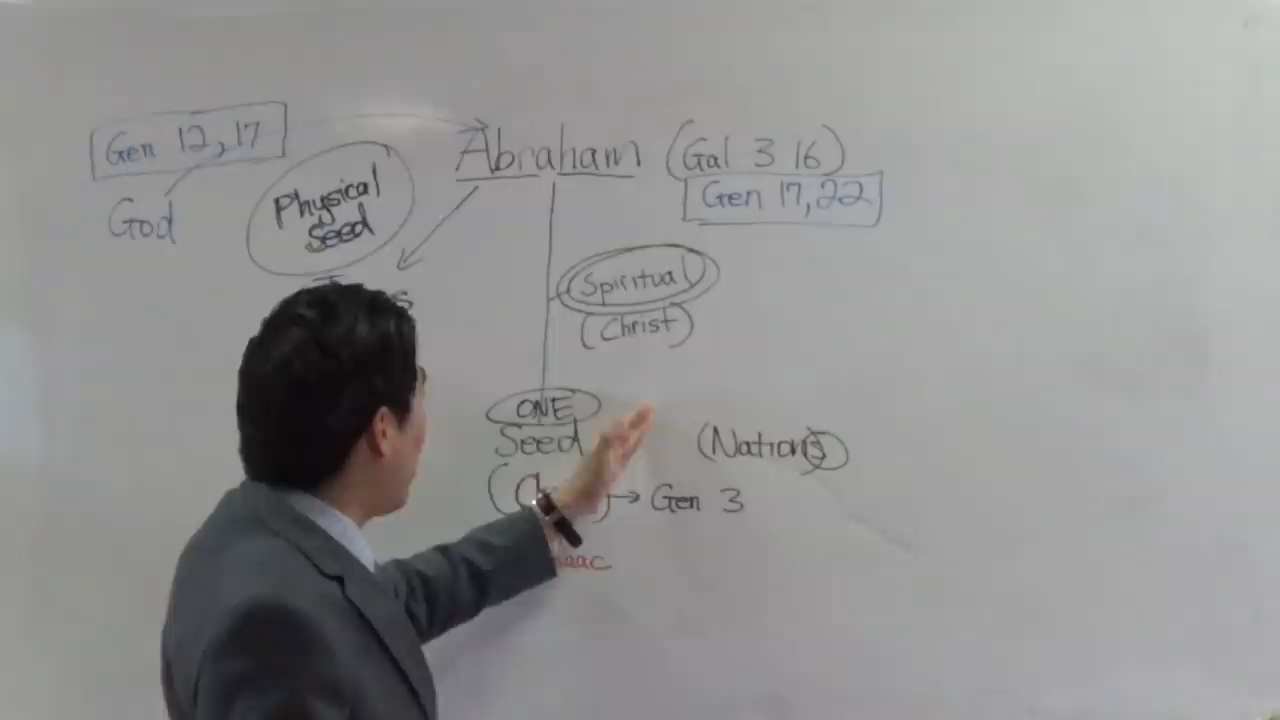 Gen 12,17
God
Physical
Seed
Abraham (Gal 3 16)
Gen 17,22
Spiritual
(Christ)
ONE
Seed
(Nations)
→ Gen 3